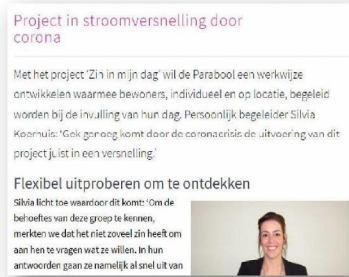 Project in stroomversnelling door
corona
Met het project 'Zin in mijn dag' wil de Parabool een werkwijze
ontwikkelen waarmee bewoners, individueel en op locatie, begeleid
worden bij de invulling van hun dag. Persoonlijk begeleider Silvia
Koerhuis: 'Gek genoeg komt door de coronacrisis de uitvoering van dit
project juist in een versnelling.'
Flexibel uitproberen om te ontdekken
Silvia licht toe waardoor dit komt: 'Om de
behoeftes van deze groep te kennen,
merkten we dat het niet zoveel zin heeft om
aan hen te vragen wat ze willen. In hun
antwoorden gaan ze namelijk al snel uit van